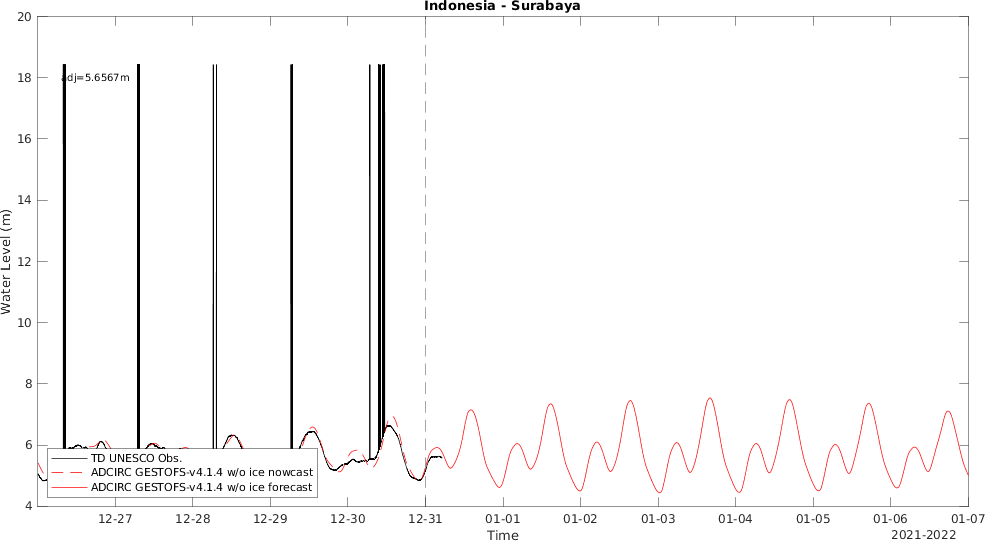 Indonesia - Surabaya
20
18
16
14
12
10
8
6
4
Water Level (m)
adj=5.6567m
TD UNESCO Obs.
ADCIRC GESTOFS-v4.1.4 w/o ice nowcast
ADCIRC GESTOFS-v4.1.4 w/o ice forecast
12-27 12-28 12-29 12-30 12-31 01-01 01-02 01-03 01-04 01-05 01-06 01-07
Time
2021-2022